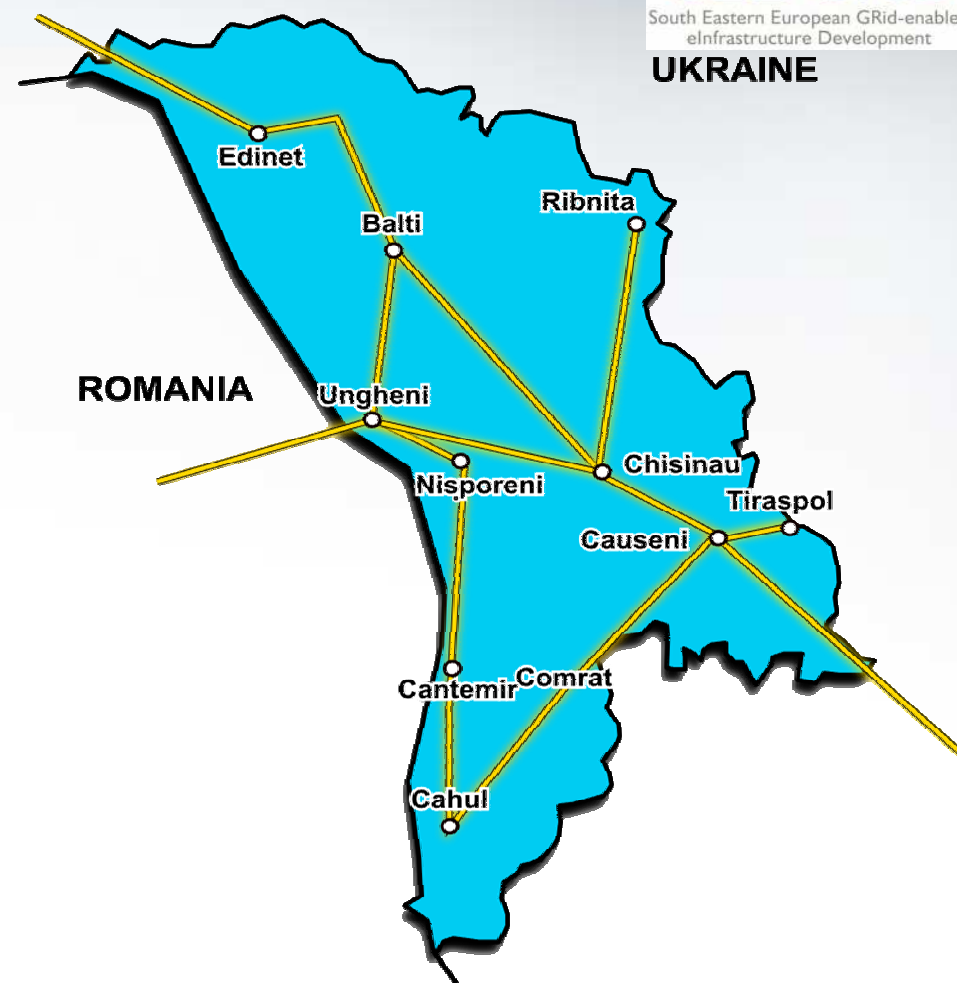 South Eastern European GRid-enable
eInfrastructure Development
UKRAINE
Edinet
Ribnita
Balti
ROMANIA
Ungheni
Chisinau
Nisporeni
Tiraspol
Causeni
Comrat
Cantemir
Cahul